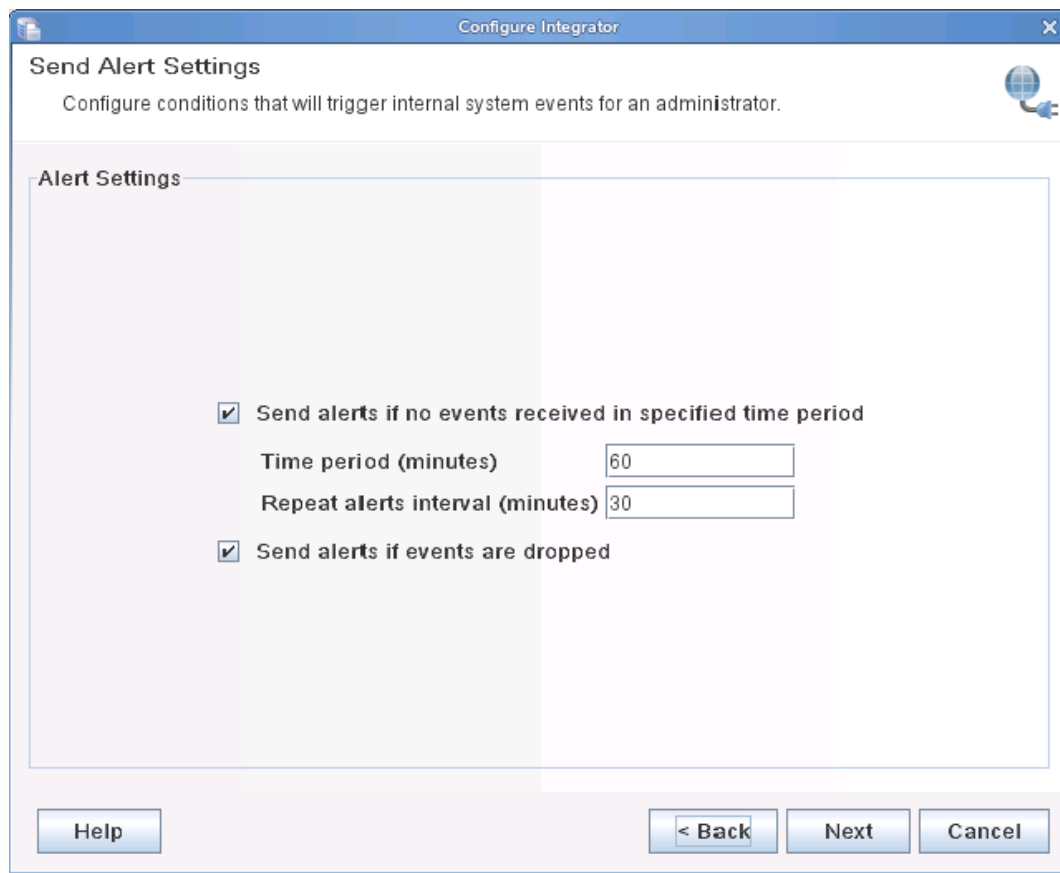 Configure Integrator
Send Alert Settings
Configure conditions that will trigger internal system events for an administrator.
Alert Settings
Send alerts if no events received in specified time period
Time period (minutes) 60
Repeat alerts interval (minutes) 30
Send alerts if events are dropped
Help < Back Next Cancel